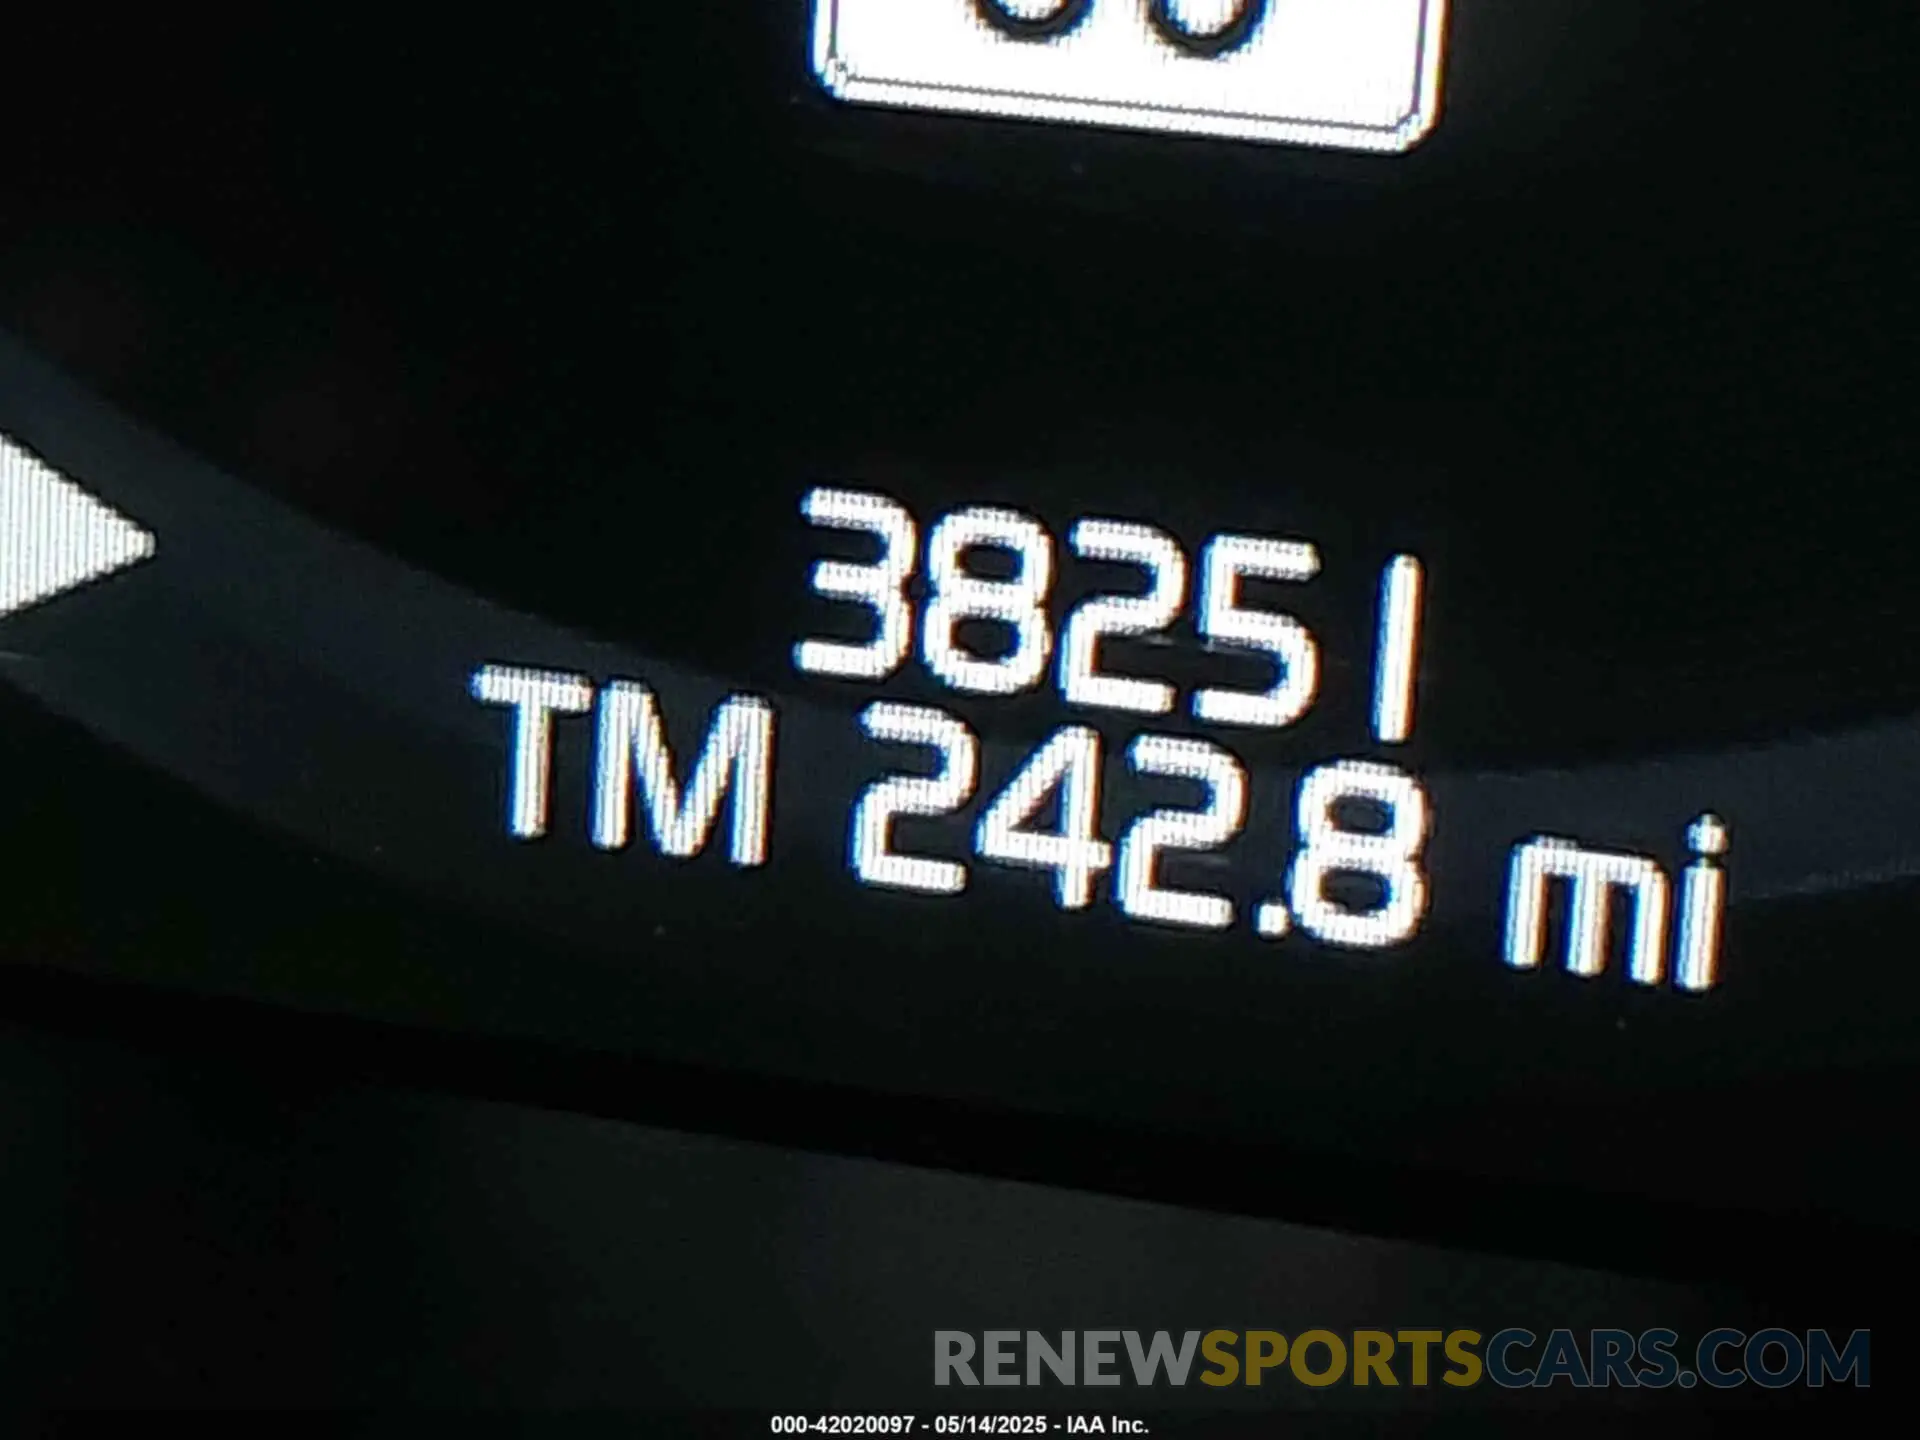 38251
TM 242.8 mi
RENEWSPORTSCARS.COM
000-42020097 - 05/14/2025 - IAA Inc.